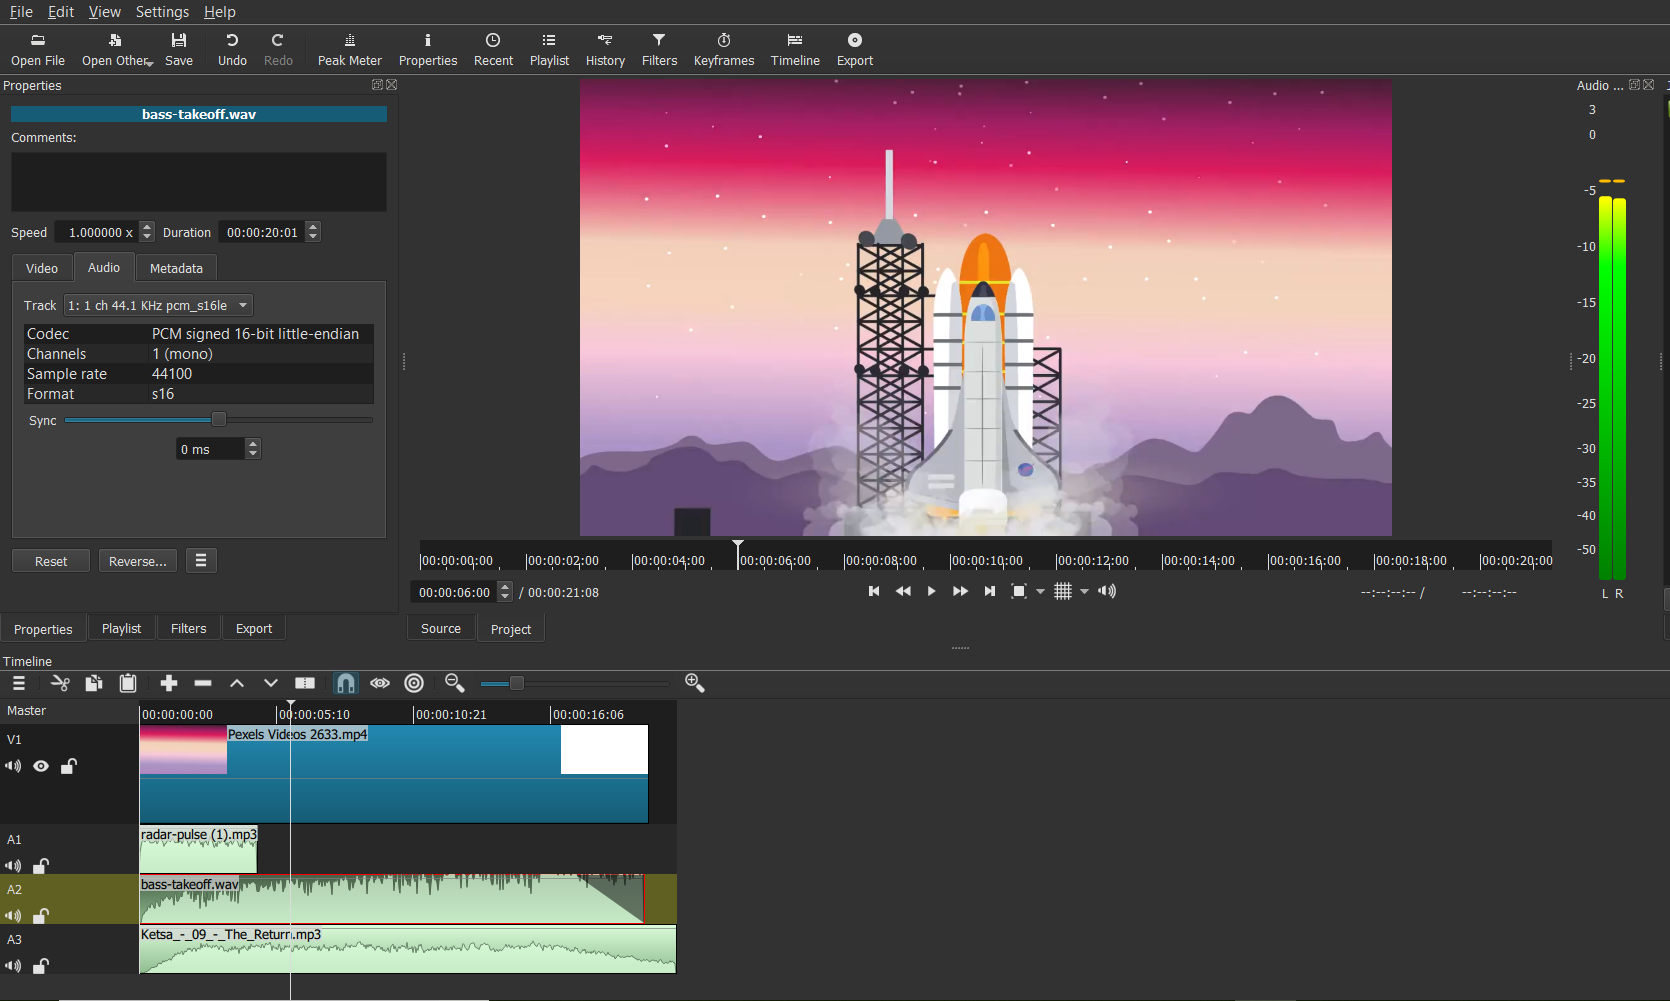 File Edit View Settings Help
Open File Open Other Save Undo Redo Peak Meter Properties Recent Playlist History Filters Keyframes Timeline Export
Properties
bass-takeoff.wav
Comments:
Speed 1.000000 x Duration 00:00:20:01
Video Audio Metadata
Track 1: 1 ch 44.1 KHz pcm_s16le
Codec PCM signed 16-bit little-endian
Channels 1 (mono)
Sample rate 44100
Format s16
Sync
0 ms
Reset Reverse...
Properties Playlist Filters Export
00:00:00:00 00:00:02:00 00:00:04:00 00:00:06:00 00:00:08:00 00:00:10:00 00:00:12:00 00:00:14:00 00:00:16:00 00:00:18:00 00:00:20:00
00:00:06:00 / 00:00:21:08 --:--:--:-- / --:--:--:--
Source Project
Audio ...
3
0
-5
-10
-15
-20
-25
-30
-35
-40
-50
L R
Timeline
Master 00:00:00:00 00:00:05:10 00:00:10:21 00:00:16:06
V1 Pexels Videos 2633.mp4
A1 radar-pulse (1).mp3
A2 bass-takeoff.wav
A3 Ketsa_-_09_-_The_Return.mp3